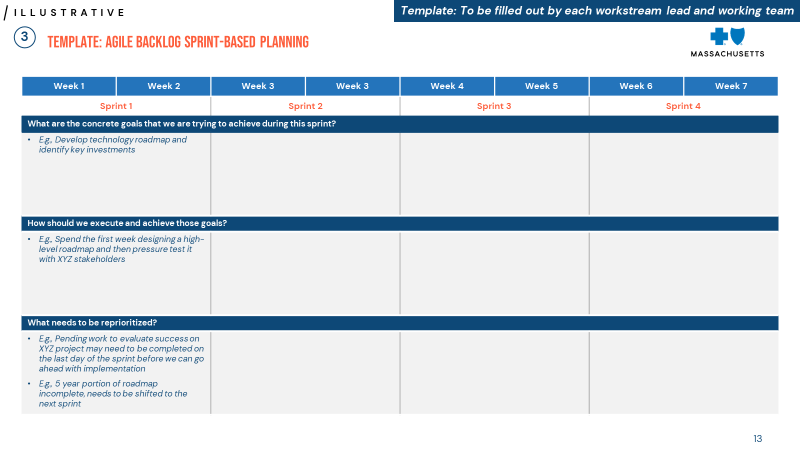 Template: To be filled out by each workstream lead and working team
ILLUSTRATIVE
3
TEMPLATE: AGILE BACKLOG SPRINT-BASED PLANNING
MASSACHUSETTS
Week 1 Week 2 Week 3 Week 3 Week 4 Week 5 Week 6 Week 7
Sprint 1 Sprint 2 Sprint 3 Sprint 4
What are the concrete goals that we are trying to achieve during this sprint?
• E.g., Develop technology roadmap and
identify key investments
How should we execute and achieve those goals?
• E.g., Spend the first week designing a high-
level roadmap and then pressure test it
with XYZ stakeholders
What needs to be reprioritized?
• E.g., Pending work to evaluate success on
XYZ project may need to be completed on
the last day of the sprint before we can go
ahead with implementation
• E.g., 5 year portion of roadmap
incomplete, needs to be shifted to the
next sprint
13